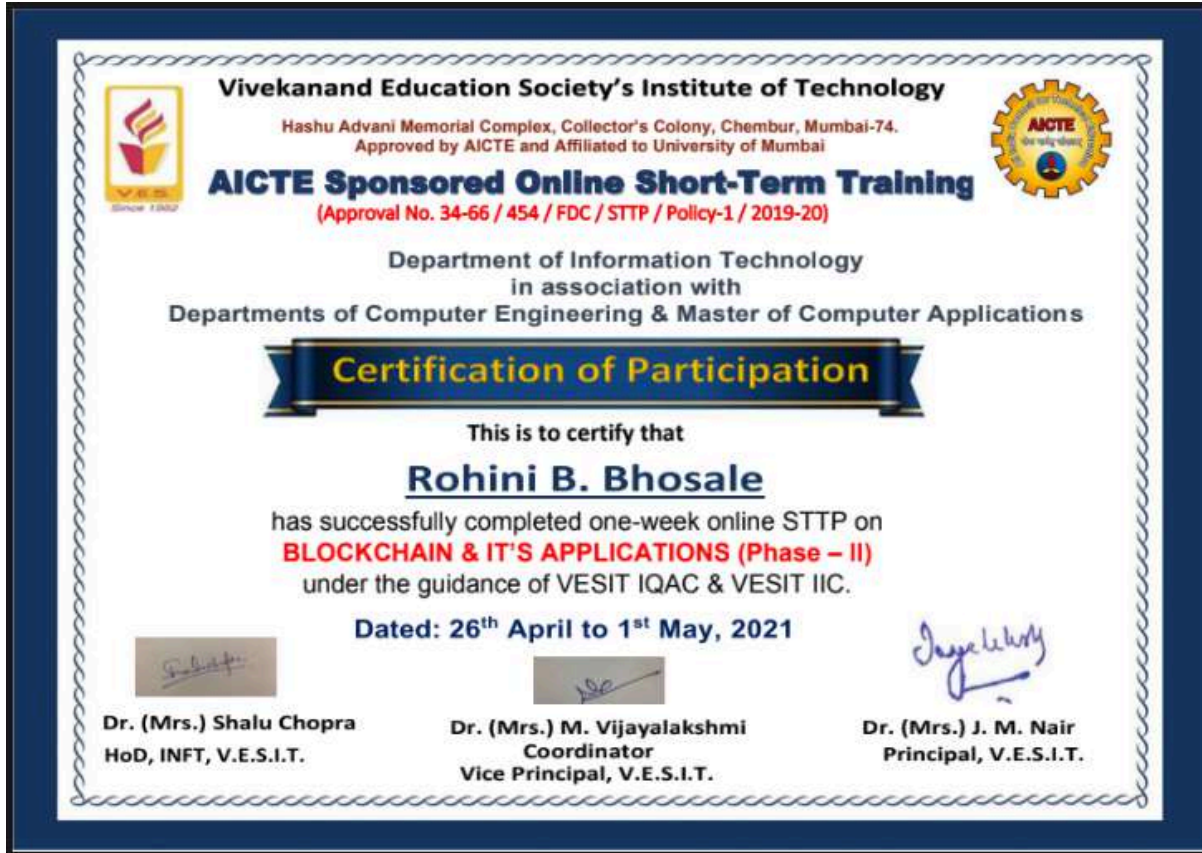 Vivekanand Education Society's Institute of Technology
Hashu Advani Memorial Complex, Collector's Colony, Chembur, Mumbai-74.
Approved by AICTE and Affiliated to University of Mumbai
V.E.S.
Since 1962
AICTE
AICTE Sponsored Online Short-Term Training
(Approval No. 34-66 / 454 / FDC / STTP / Policy-1 / 2019-20)
Department of Information Technology
in association with
Departments of Computer Engineering & Master of Computer Applications
Certification of Participation
This is to certify that
Rohini B. Bhosale
has successfully completed one-week online STTP on
BLOCKCHAIN & IT'S APPLICATIONS (Phase – II)
under the guidance of VESIT IQAC & VESIT IIC.
Dated: 26th April to 1st May, 2021
Dr. (Mrs.) Shalu Chopra
HoD, INFT, V.E.S.I.T.
Dr. (Mrs.) M. Vijayalakshmi
Coordinator
Vice Principal, V.E.S.I.T.
Dr. (Mrs.) J. M. Nair
Principal, V.E.S.I.T.